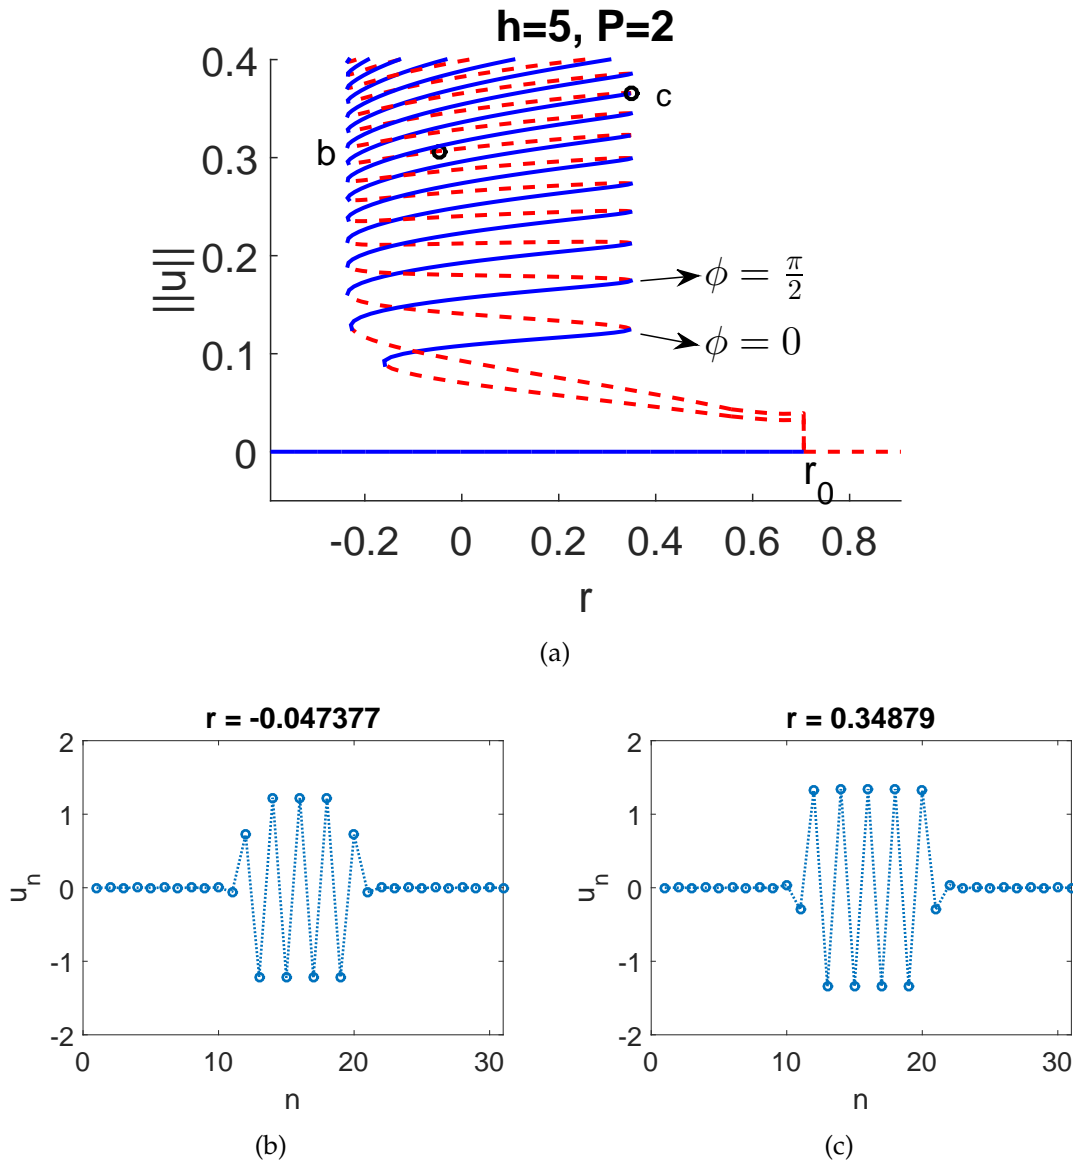 h=5, P=2
0.4
0.3
0.2
0.1
0
||u||
b
c
ϕ = π/2
ϕ = 0
r₀
-0.2 0 0.2 0.4 0.6 0.8
r
(a)
r = -0.047377
2
1
0
-1
-2
uₙ
0 10 20 30
n
(b)
r = 0.34879
2
1
0
-1
-2
uₙ
0 10 20 30
n
(c)